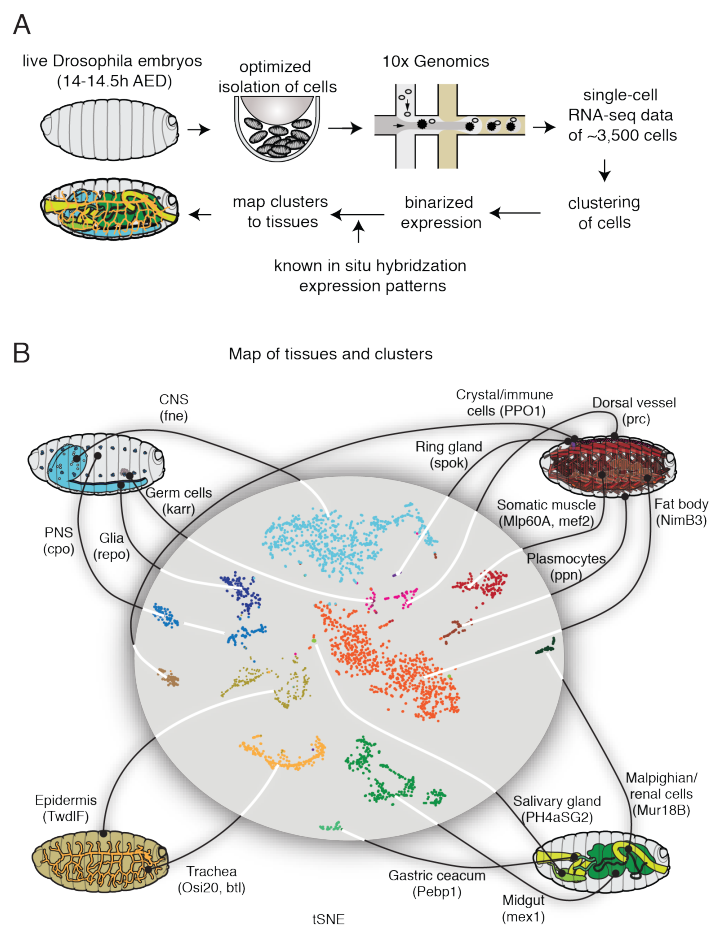 A
live Drosophila embryos
(14-14.5h AED)
optimized
isolation of cells
10x Genomics
single-cell
RNA-seq data
of ~3,500 cells
clustering
of cells
binarized
expression
map clusters
to tissues
known in situ hybridzation
expression patterns
B
Map of tissues and clusters
CNS
(fne)
Crystal/immune
cells (PPO1)
Dorsal vessel
(prc)
Ring gland
(spok)
Germ cells
(karr)
Somatic muscle
(Mlp60A, mef2)
Fat body
(NimB3)
PNS
(cpo)
Glia
(repo)
Plasmocytes
(ppn)
Epidermis
(TwdlF)
Trachea
(Osi20, btl)
Malpighian/
renal cells
(Mur18B)
Salivary gland
(PH4aSG2)
Gastric ceacum
(Pebp1)
Midgut
(mex1)
tSNE